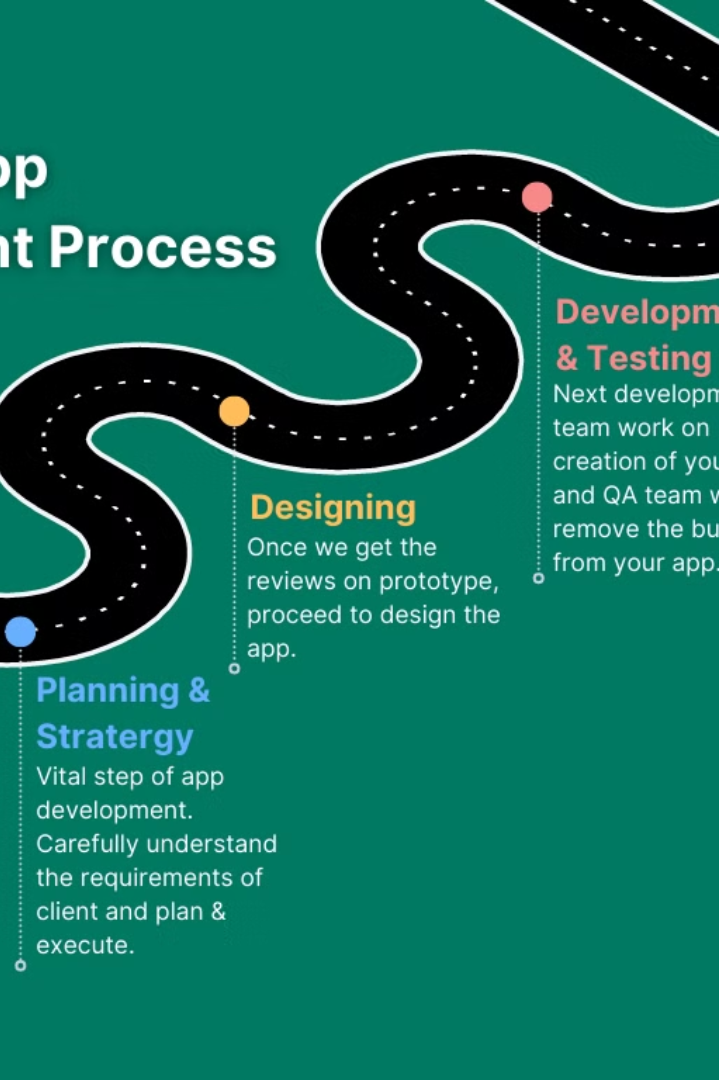 pp
nt Process
Planning &
Stratergy
Vital step of app
development.
Carefully understand
the requirements of
client and plan &
execute.
Designing
Once we get the
reviews on prototype,
proceed to design the
app.
Developm
& Testing
Next developm
team work on
creation of you
and QA team w
remove the bu
from your app.